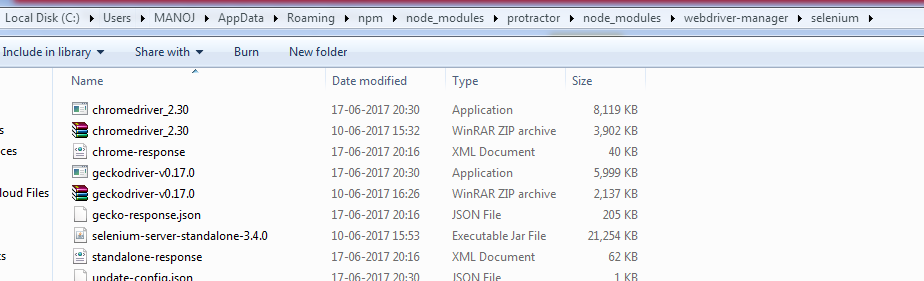 Local Disk (C:) Users MANOJ AppData Roaming npm node_modules protractor node_modules webdriver-manager selenium
Include in library Share with Burn New folder
Name Date modified Type Size
chromedriver_2.30 17-06-2017 20:30 Application 8,119 KB
s chromedriver_2.30 10-06-2017 15:32 WinRAR ZIP archive 3,902 KB
ces chrome-response 17-06-2017 20:16 XML Document 40 KB
geckodriver-v0.17.0 17-06-2017 20:30 Application 5,999 KB
loud Files geckodriver-v0.17.0 10-06-2017 16:26 WinRAR ZIP archive 2,137 KB
gecko-response.json 17-06-2017 20:16 JSON File 205 KB
selenium-server-standalone-3.4.0 10-06-2017 15:53 Executable Jar File 21,254 KB
s standalone-response 17-06-2017 20:16 XML Document 62 KB
update-config.json 17-06-2017 20:30 JSON File 1 KB